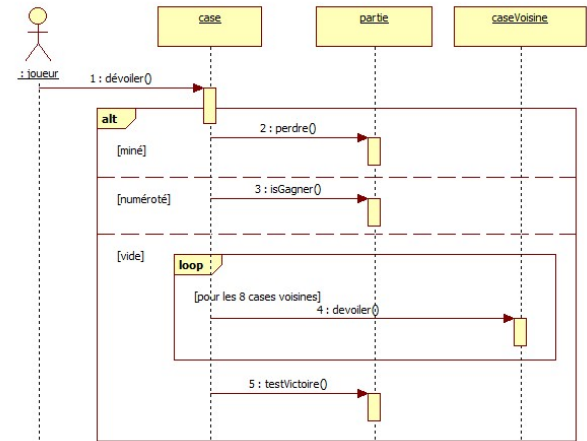 case
partie
caseVoisine
: joueur
1 : dévoiler()
alt
2 : perdre()
[miné]
3 : isGagner()
[numéroté]
[vide]
loop
[pour les 8 cases voisines]
4 : devoiler()
5 : testVictoire()